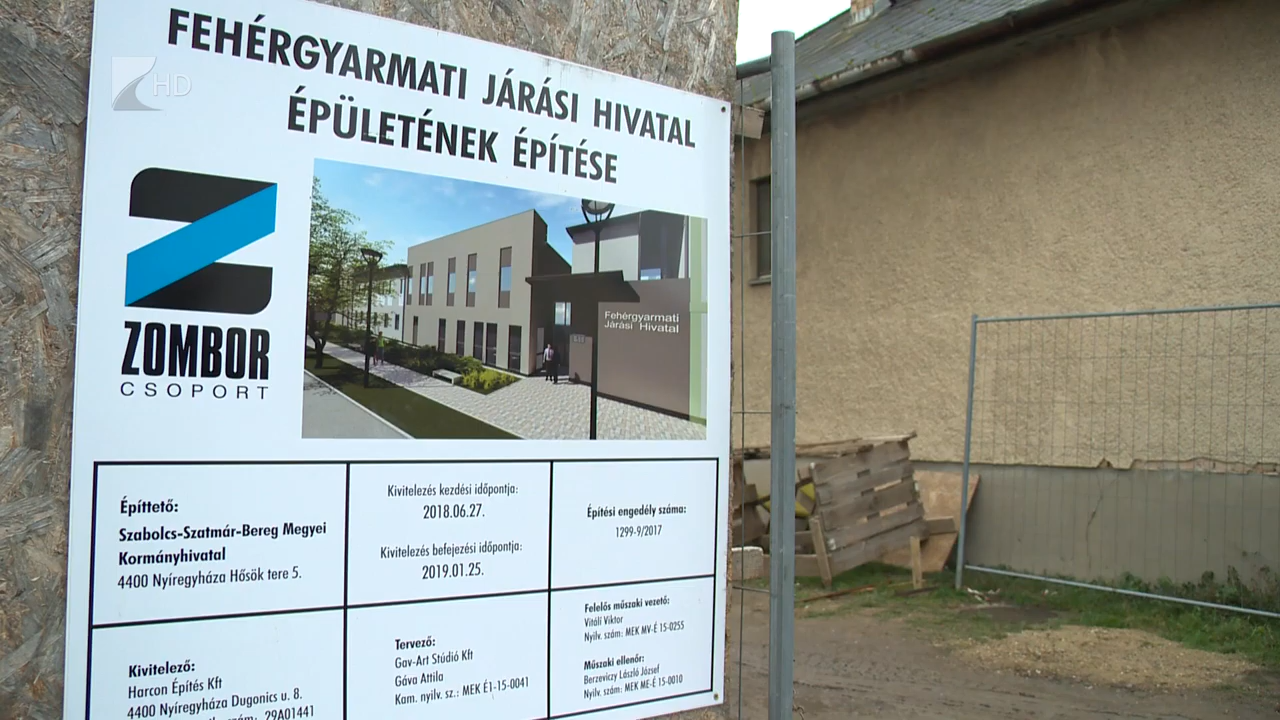 HD
FEHÉRGYARMATI JÁRÁSI HIVATAL
ÉPÜLETÉNEK ÉPÍTÉSE
ZOMBOR
CSOPORT
Fehérgyarmati
Járási Hivatal
Építtető:
Szabolcs-Szatmár-Bereg Megyei
Kormányhivatal
4400 Nyíregyháza Hősök tere 5.
Kivitelezés kezdési időpontja:
2018.06.27.
Kivitelezés befejezési időpontja:
2019.01.25.
Építési engedély száma:
1299-9/2017
Kivitelező:
Harcon Építés Kft
4400 Nyíregyháza Dugonics u. 8.
szám: 29A01441
Tervező:
Gav-Art Stúdió Kft
Gáva Attila
Kam. nyilv. sz.: MEK É1-15-0041
Felelős műszaki vezető:
Vitáli Viktor
Nyilv. szám: MEK MV-É 15-0255
Műszaki ellenőr:
Berzeviczy László József
Nyilv. szám: MEK ME-É 15-0010